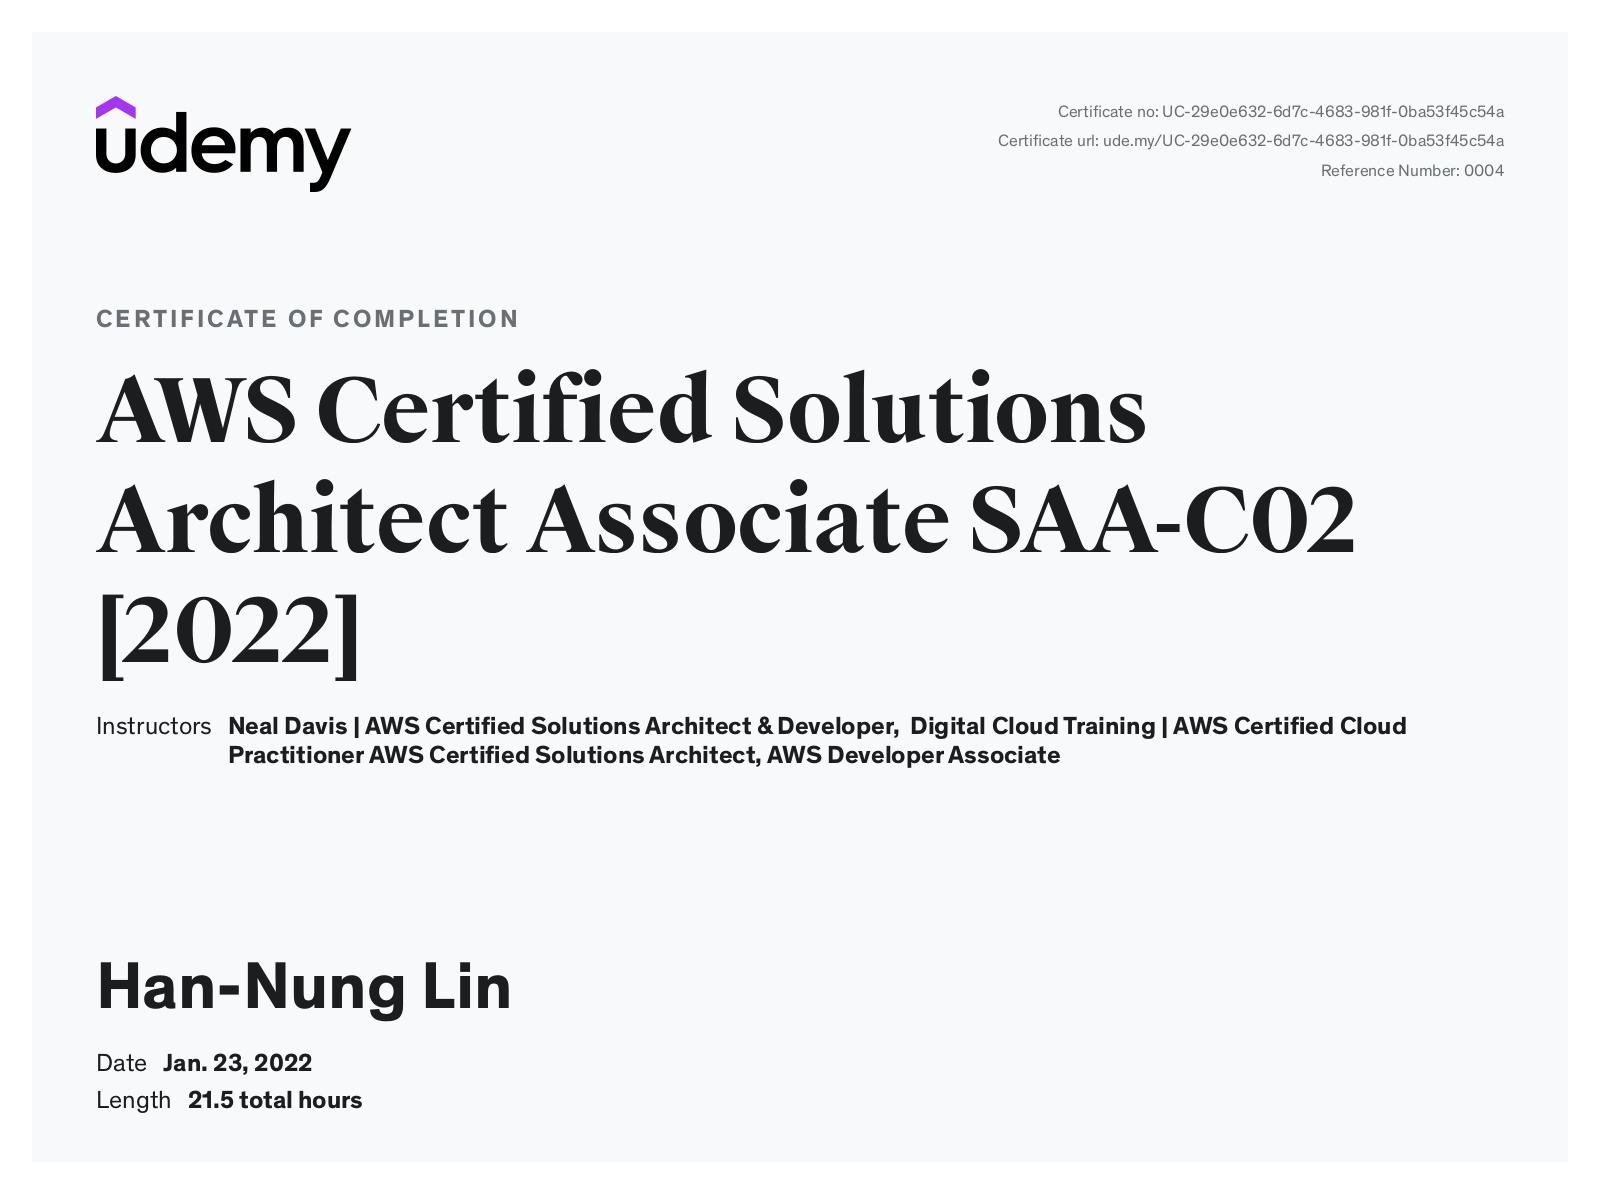 udemy
Certificate no: UC-29e0e632-6d7c-4683-981f-0ba53f45c54a
Certificate url: ude.my/UC-29e0e632-6d7c-4683-981f-0ba53f45c54a
Reference Number: 0004
CERTIFICATE OF COMPLETION
AWS Certified Solutions
Architect Associate SAA-C02
[2022]
Instructors Neal Davis | AWS Certified Solutions Architect & Developer, Digital Cloud Training | AWS Certified Cloud
Practitioner AWS Certified Solutions Architect, AWS Developer Associate
Han-Nung Lin
Date Jan. 23, 2022
Length 21.5 total hours